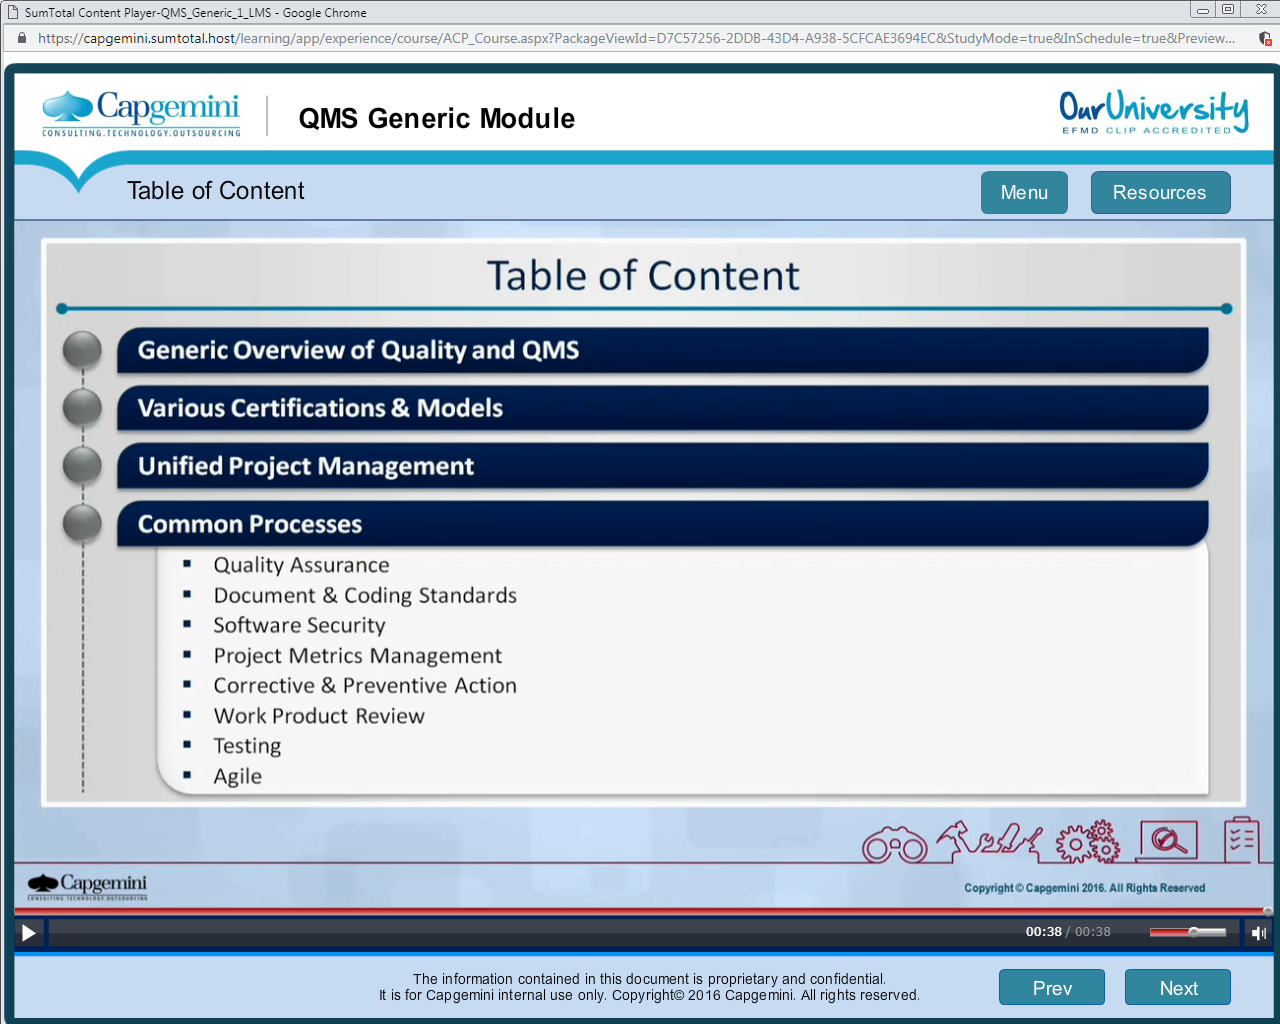 SumTotal Content Player-QMS_Generic_1_LMS - Google Chrome
https://capgemini.sumtotal.host/learning/app/experience/course/ACP_Course.aspx?PackageViewId=D7C57256-2DDB-43D4-A938-5CFCAE3694EC&StudyMode=true&InSchedule=true&Preview...
Capgemini
CONSULTING.TECHNOLOGY.OUTSOURCING
QMS Generic Module
OurUniversity
EFMD CLIP ACCREDITED
Table of Content
Menu
Resources
Table of Content
Generic Overview of Quality and QMS
Various Certifications & Models
Unified Project Management
Common Processes
▪ Quality Assurance
▪ Document & Coding Standards
▪ Software Security
▪ Project Metrics Management
▪ Corrective & Preventive Action
▪ Work Product Review
▪ Testing
▪ Agile
Capgemini
CONSULTING.TECHNOLOGY.OUTSOURCING
Copyright © Capgemini 2016. All Rights Reserved
00:38 / 00:38
The information contained in this document is proprietary and confidential.
It is for Capgemini internal use only. Copyright© 2016 Capgemini. All rights reserved.
Prev
Next